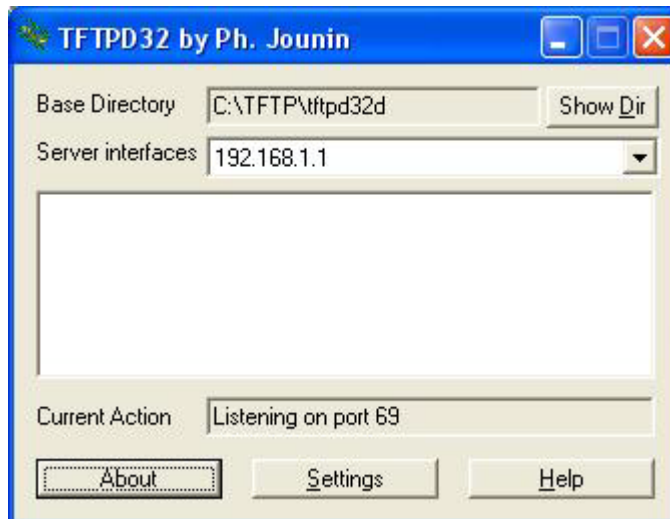 TFTPD32 by Ph. Jounin
Base Directory C:\TFTP\tftpd32d Show Dir
Server interfaces 192.168.1.1
Current Action Listening on port 69
About Settings Help